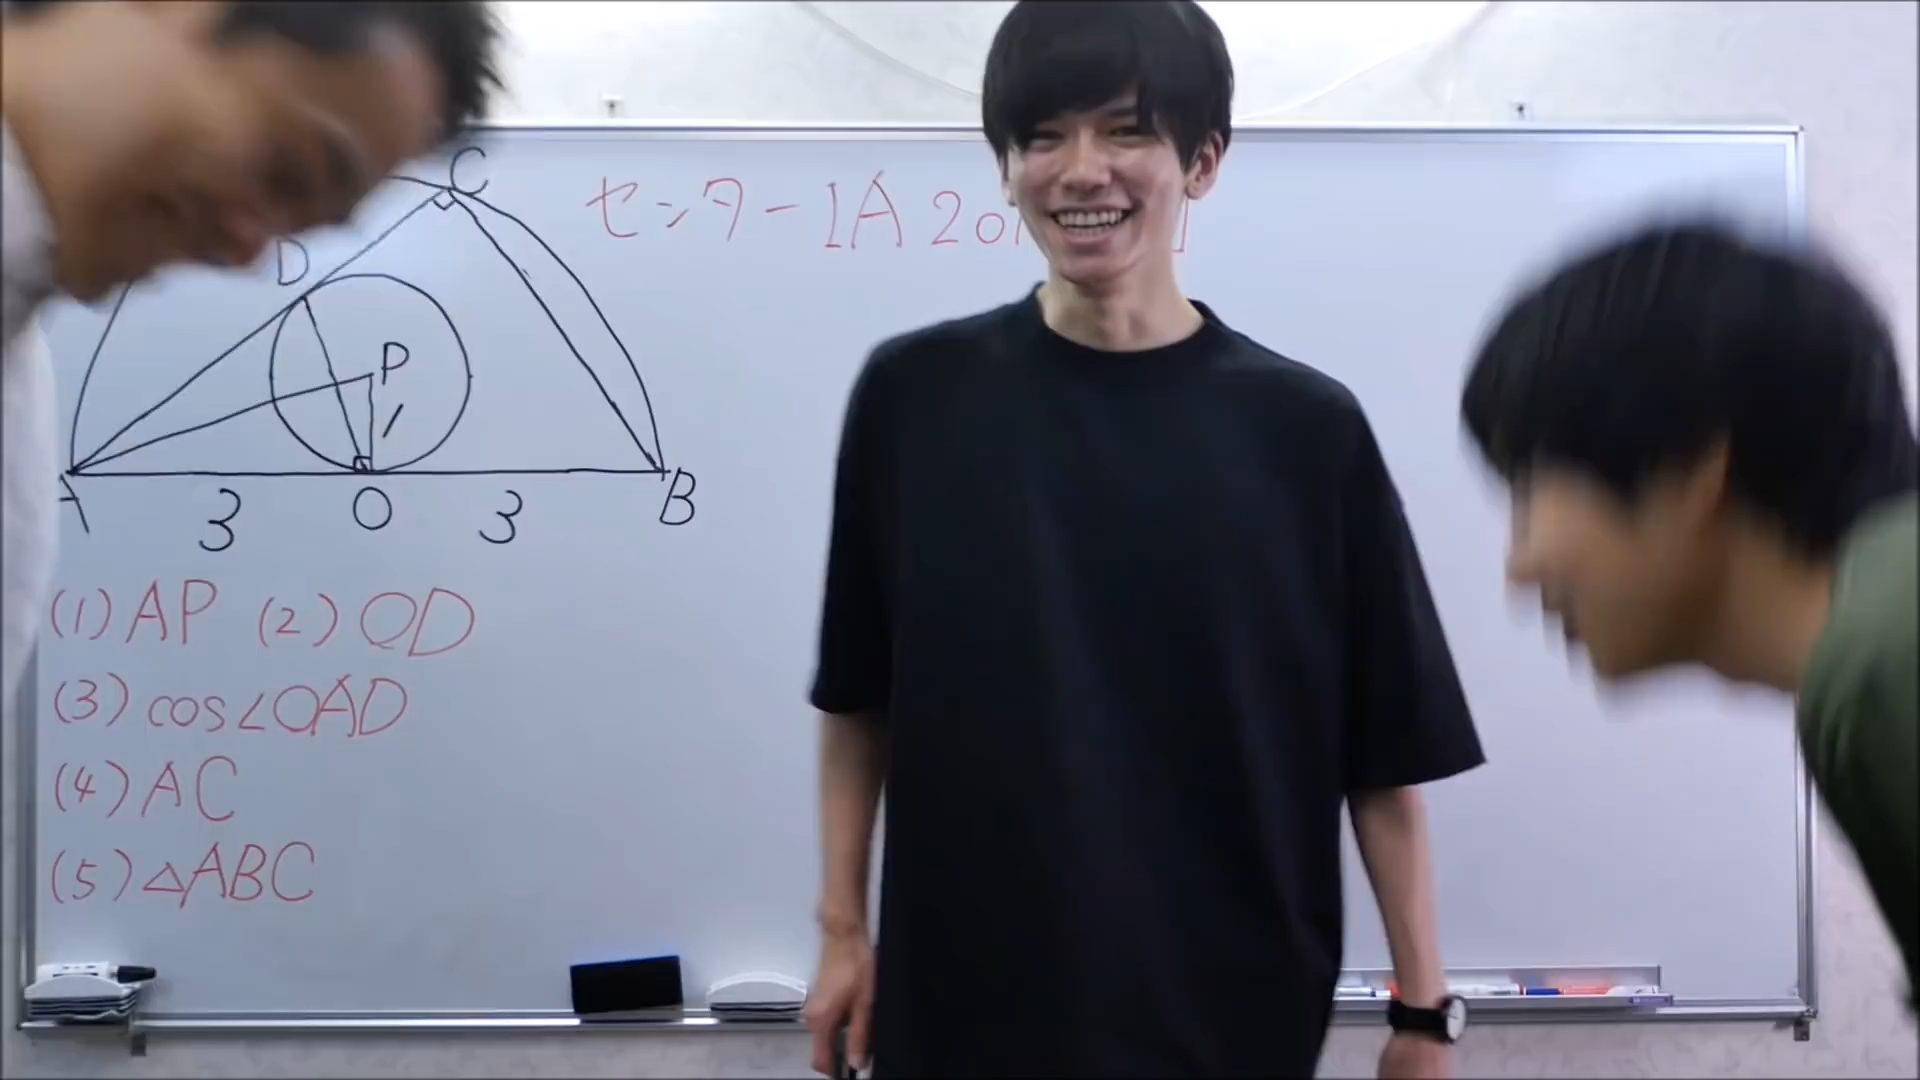 C
センター IA 201
D
P
1
A 3 O 3 B
(1) AP (2) OD
(3) cos∠OAD
(4) AC
(5) △ABC